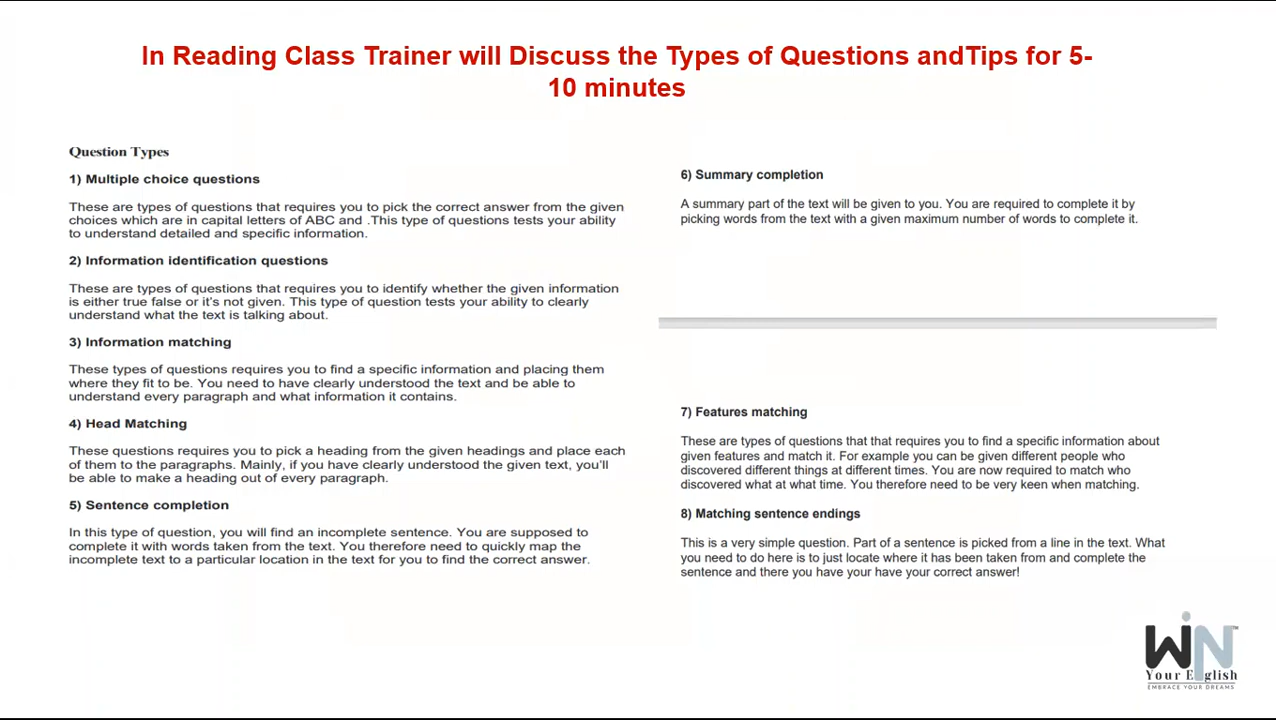 In Reading Class Trainer will Discuss the Types of Questions andTips for 5-
10 minutes
Question Types
1) Multiple choice questions
These are types of questions that requires you to pick the correct answer from the given
choices which are in capital letters of ABC and .This type of questions tests your ability
to understand detailed and specific information.
2) Information identification questions
These are types of questions that requires you to identify whether the given information
is either true false or it's not given. This type of question tests your ability to clearly
understand what the text is talking about.
3) Information matching
These types of questions requires you to find a specific information and placing them
where they fit to be. You need to have clearly understood the text and be able to
understand every paragraph and what information it contains.
4) Head Matching
These questions requires you to pick a heading from the given headings and place each
of them to the paragraphs. Mainly, if you have clearly understood the given text, you'll
be able to make a heading out of every paragraph.
5) Sentence completion
In this type of question, you will find an incomplete sentence. You are supposed to
complete it with words taken from the text. You therefore need to quickly map the
incomplete text to a particular location in the text for you to find the correct answer.
6) Summary completion
A summary part of the text will be given to you. You are required to complete it by
picking words from the text with a given maximum number of words to complete it.
7) Features matching
These are types of questions that that requires you to find a specific information about
given features and match it. For example you can be given different people who
discovered different things at different times. You are now required to match who
discovered what at what time. You therefore need to be very keen when matching.
8) Matching sentence endings
This is a very simple question. Part of a sentence is picked from a line in the text. What
you need to do here is to just locate where it has been taken from and complete the
sentence and there you have your have your correct answer!
WiN ™
Your English
EMBRACE YOUR DREAMS